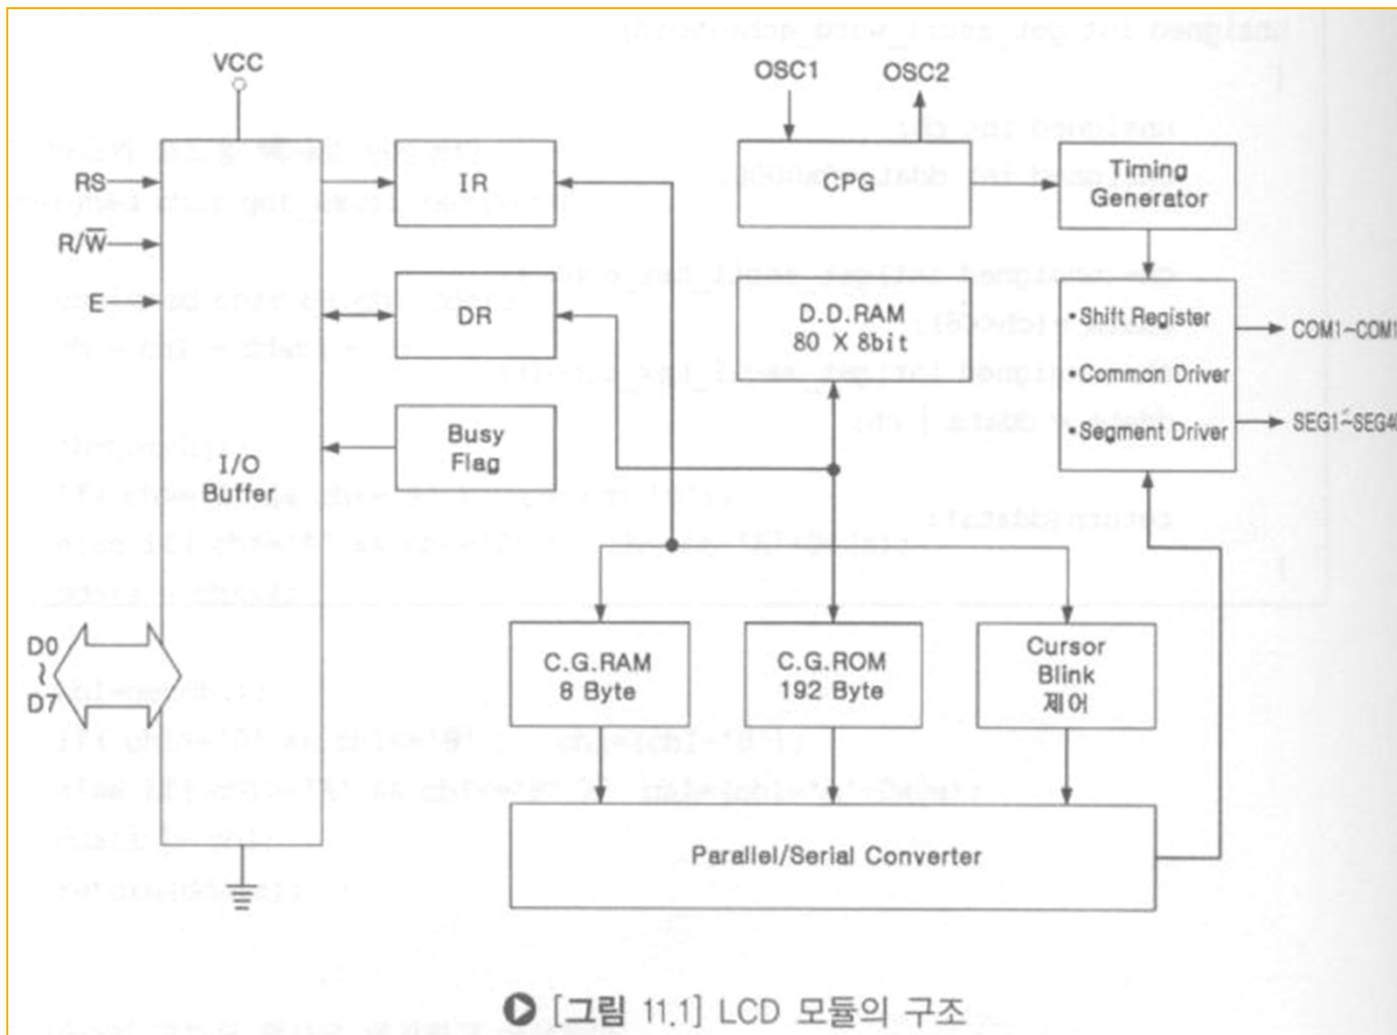 VCC
OSC1
OSC2
RS
R/W̅
E
IR
CPG
Timing
Generator
DR
D.D.RAM
80 X 8bit
•Shift Register
•Common Driver
•Segment Driver
COM1~COM1
SEG1~SEG4
Busy
Flag
I/O
Buffer
D0
~
D7
C.G.RAM
8 Byte
C.G.ROM
192 Byte
Cursor
Blink
제어
Parallel/Serial Converter
[그림 11.1] LCD 모듈의 구조